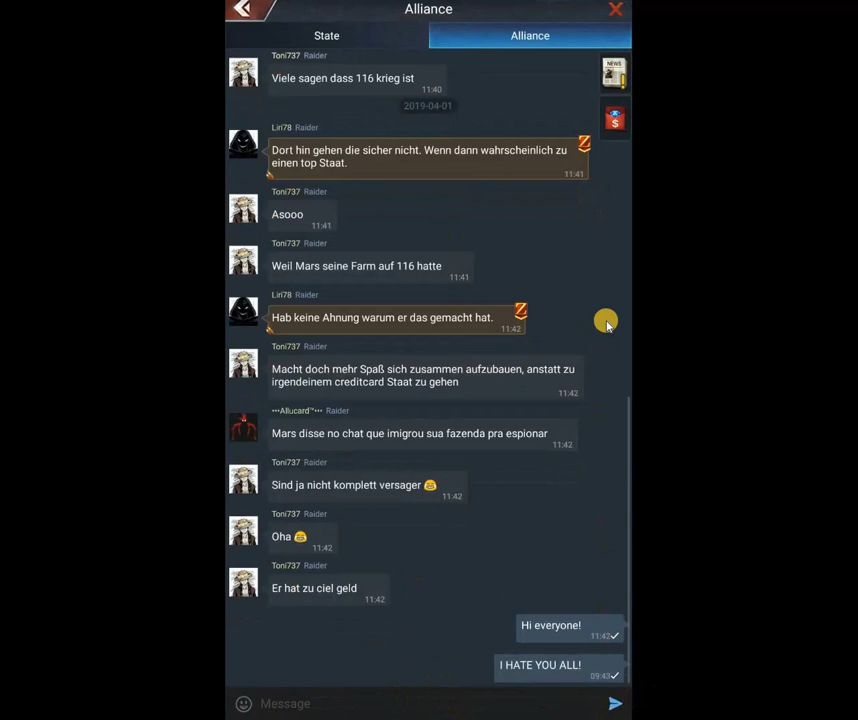 Alliance
State
Alliance
Toni737 Raider
Viele sagen dass 116 krieg ist
11:40
NEWS
2019-04-01
Liri78 Raider
Dort hin gehen die sicher nicht. Wenn dann wahrscheinlich zu
einen top Staat.
11:41
Toni737 Raider
Asooo
11:41
Toni737 Raider
Weil Mars seine Farm auf 116 hatte
11:41
Liri78 Raider
Hab keine Ahnung warum er das gemacht hat.
11:42
Toni737 Raider
Macht doch mehr Spaß sich zusammen aufzubauen, anstatt zu
irgendeinem creditcard Staat zu gehen
11:42
•••Allucard™••• Raider
Mars disse no chat que imigrou sua fazenda pra espionar
11:42
Toni737 Raider
Sind ja nicht komplett versager 😂
11:42
Toni737 Raider
Oha 😂
11:42
Toni737 Raider
Er hat zu ciel geld
11:42
Hi everyone!
11:42
I HATE YOU ALL!
09:43
Message